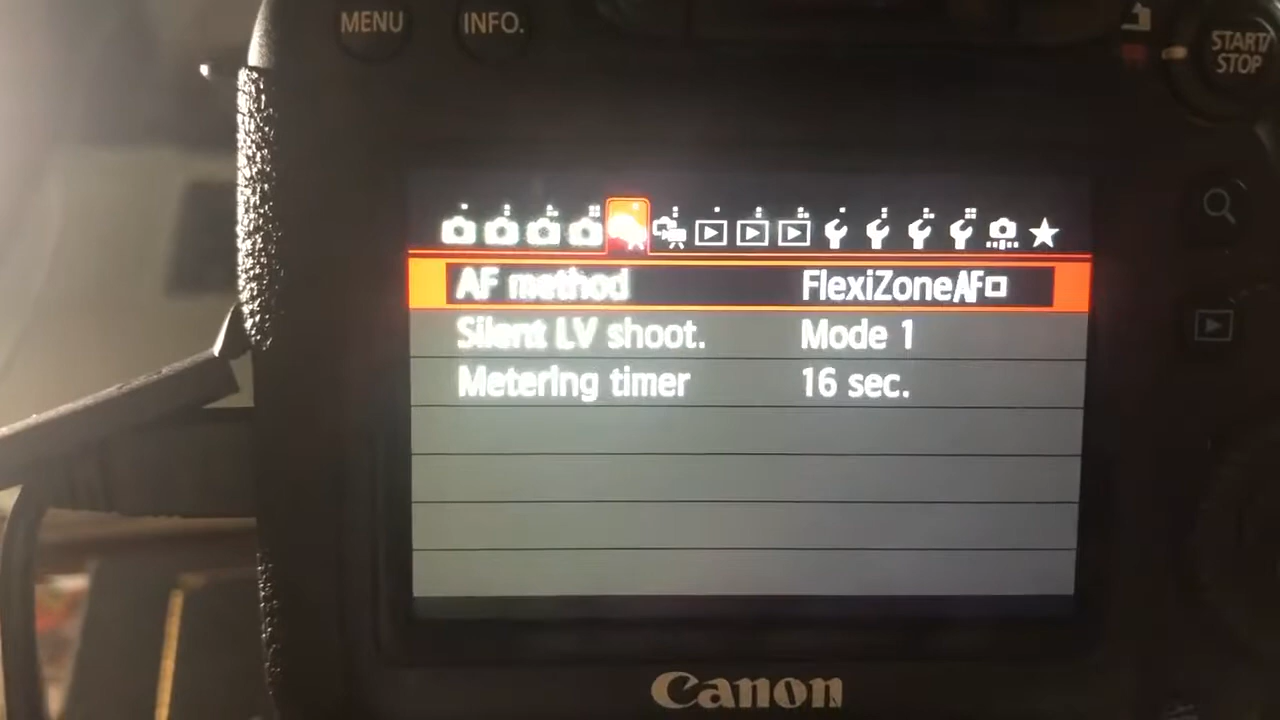 MENU INFO.
START/
STOP
AF method FlexiZoneAF
Silent LV shoot. Mode 1
Metering timer 16 sec.
Canon